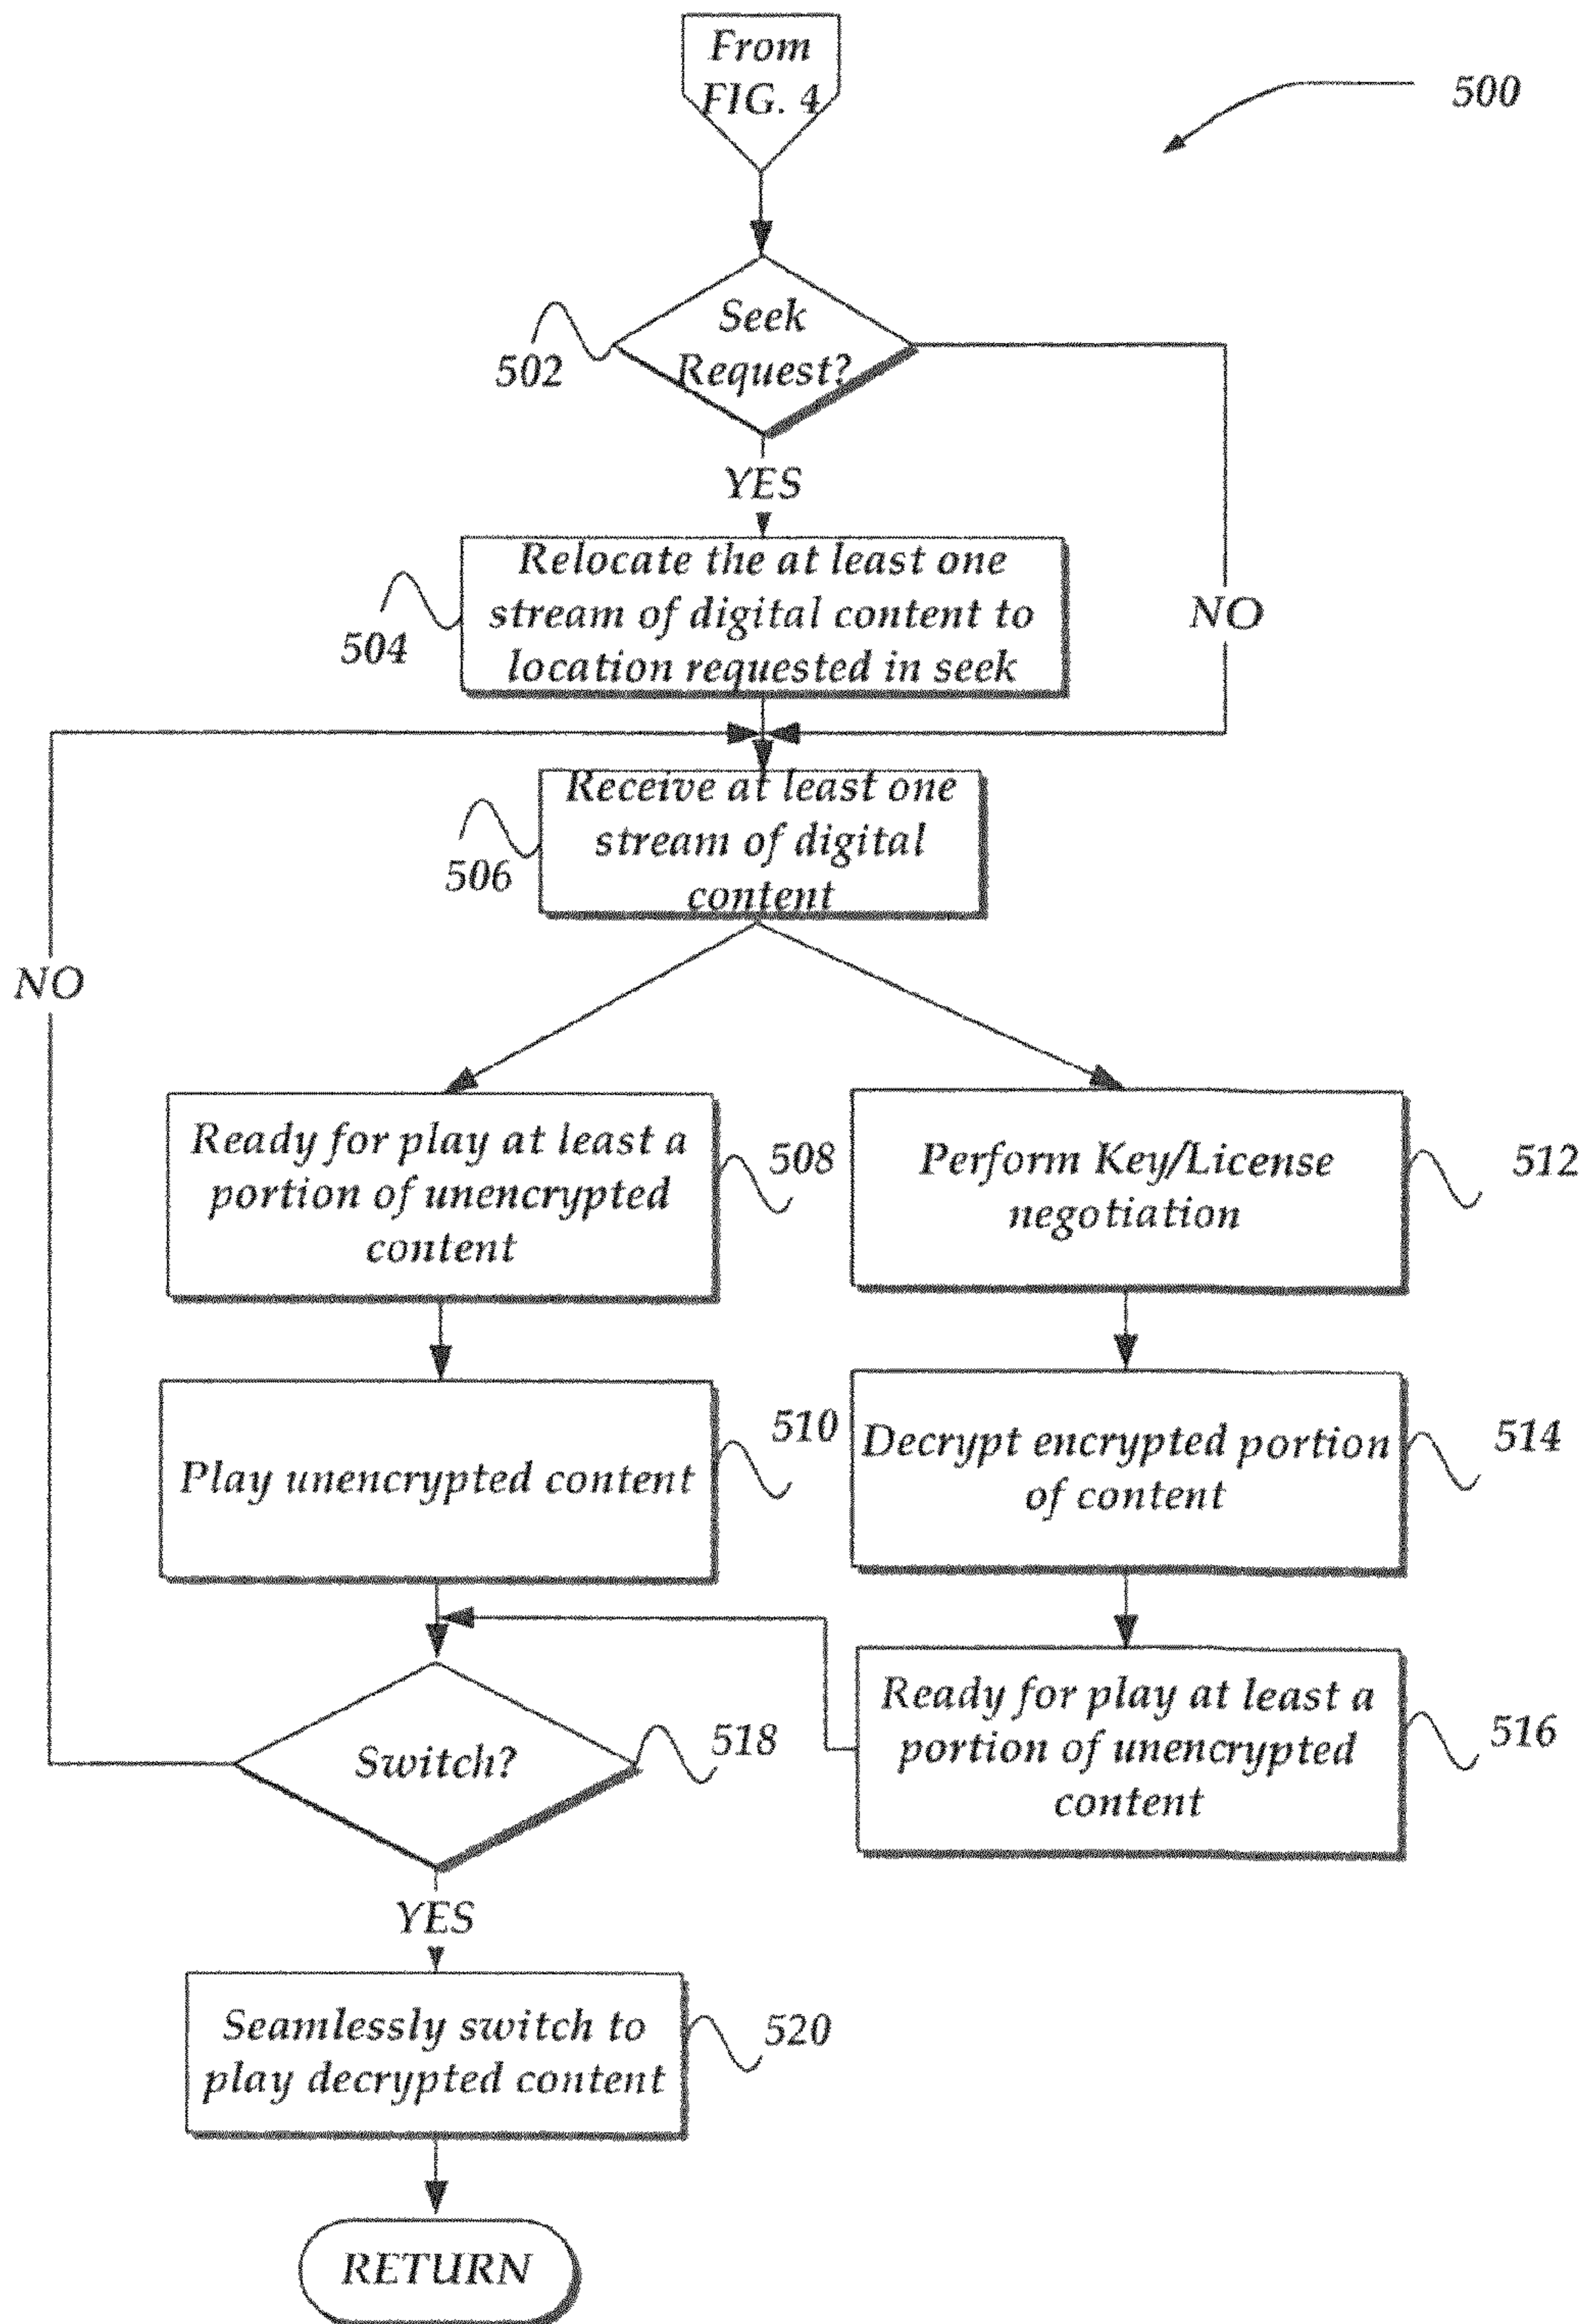 From
FIG. 4
500
Seek
Request?
502
YES
Relocate the at least one
stream of digital content to
location requested in seek
504
NO
Receive at least one
stream of digital
content
506
NO
Ready for play at least a
portion of unencrypted
content
508
Perform Key/License
negotiation
512
Play unencrypted content
510
Decrypt encrypted portion
of content
514
Switch?
518
Ready for play at least a
portion of unencrypted
content
516
YES
Seamlessly switch to
play decrypted content
520
RETURN